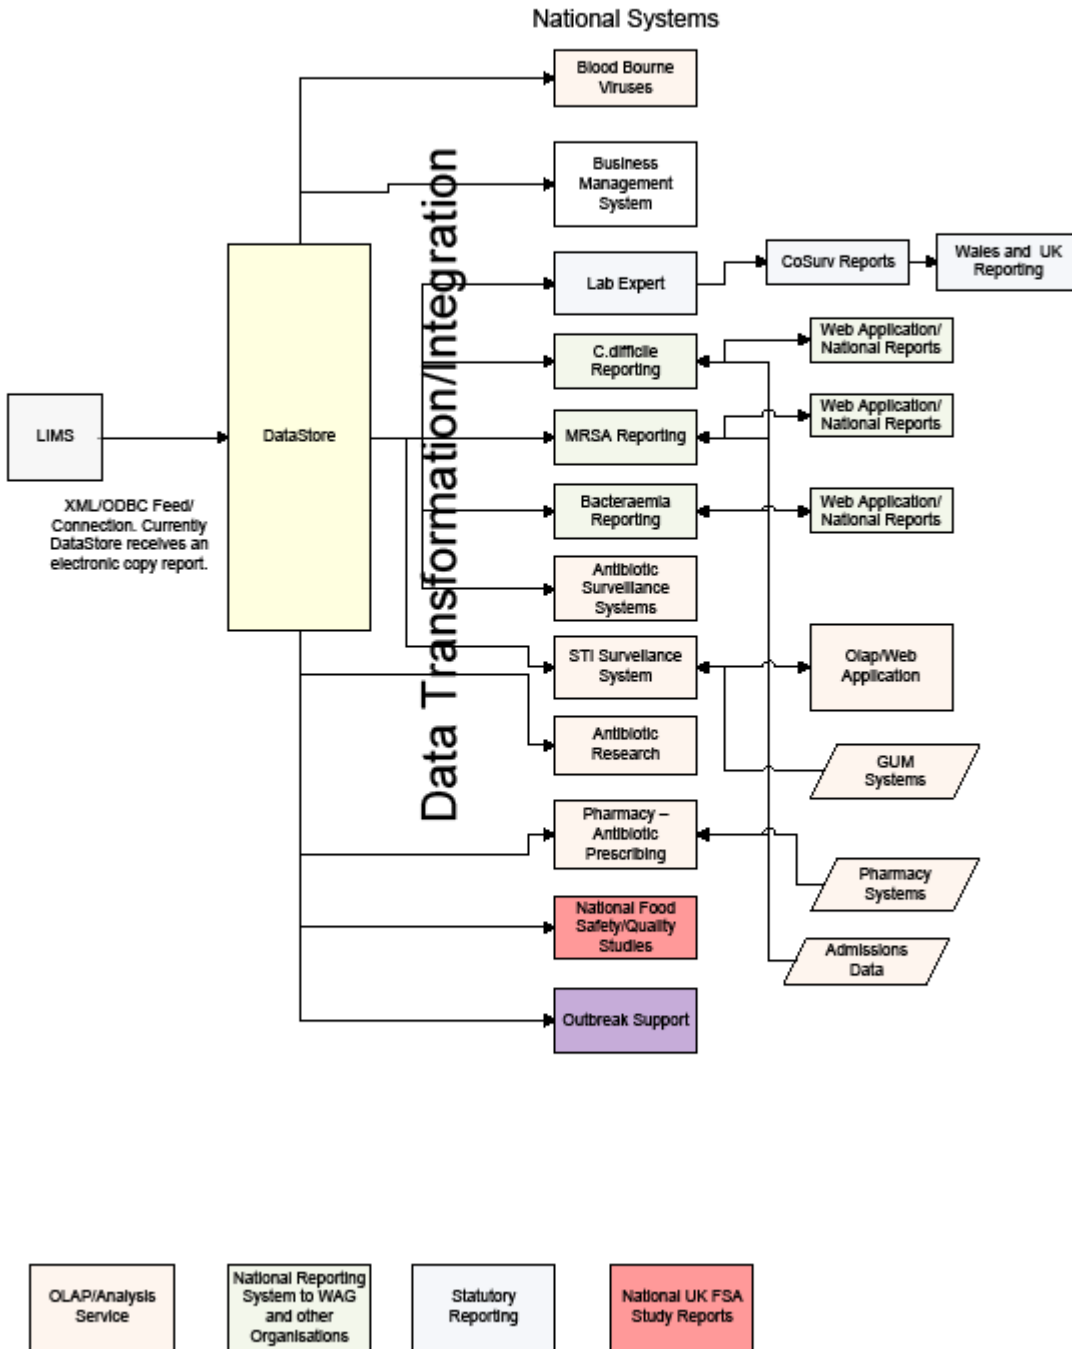 National Systems
Blood Bourne
Viruses
Business
Management
System
Data Transformation/Integration
Lab Expert
CoSurv Reports
Wales and UK
Reporting
C.difficile
Reporting
Web Application/
National Reports
LIMS
DataStore
MRSA Reporting
Web Application/
National Reports
XML/ODBC Feed/
Connection. Currently
DataStore receives an
electronic copy report.
Bacteraemia
Reporting
Web Application/
National Reports
Antibiotic
Surveillance
Systems
STI Surveillance
System
Olap/Web
Application
Antibiotic
Research
GUM
Systems
Pharmacy –
Antibiotic
Prescribing
Pharmacy
Systems
National Food
Safety/Quality
Studies
Admissions
Data
Outbreak Support
OLAP/Analysis
Service
National Reporting
System to WAG
and other
Organisations
Statutory
Reporting
National UK FSA
Study Reports